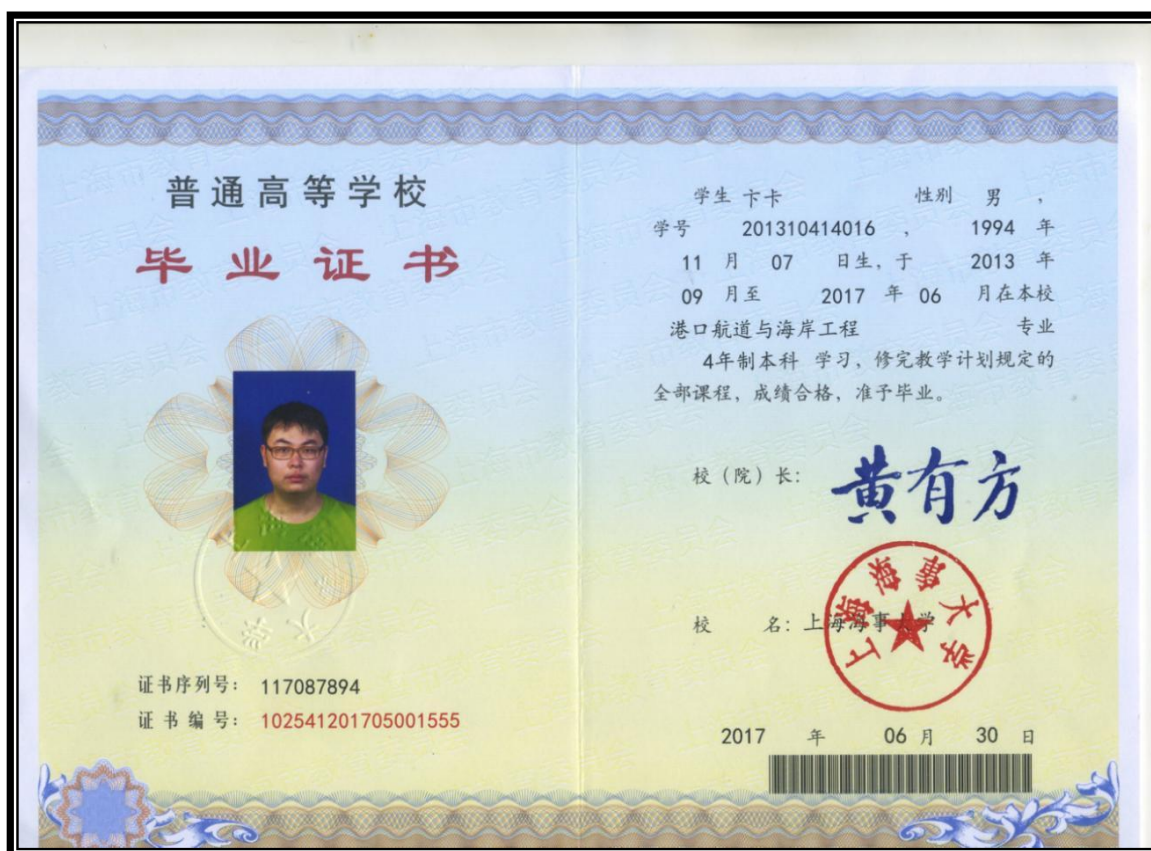 普通高等学校
毕业证书
证书序列号: 117087894
证书编号: 102541201705001555
学生 卞卡 性别 男 ,
学号 201310414016 , 1994 年
11 月 07 日生, 于 2013 年
09 月至 2017 年 06 月在本校
港口航道与海岸工程 专业
4年制本科 学习, 修完教学计划规定的
全部课程, 成绩合格, 准予毕业。
校（院）长: 黄有方
校 名: 上海海事大学
上海海事大学
2017 年 06 月 30 日